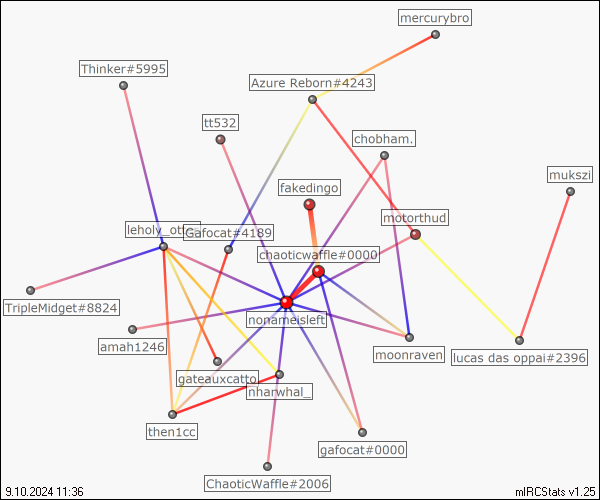 mercurybro
Thinker#5995
Azure Reborn#4243
tt532
chobham.
mukszi
fakedingo
motorthud
Gafocat#4189
chaoticwaffle#0000
TripleMidget#8824
nonameisleft
amah1246
moonraven
lucas das oppai#2396
gateauxcatto
nharwhal_
then1cc
gafocat#0000
ChaoticWaffle#2006
9.10.2024 11:36
mIRCStats v1.25